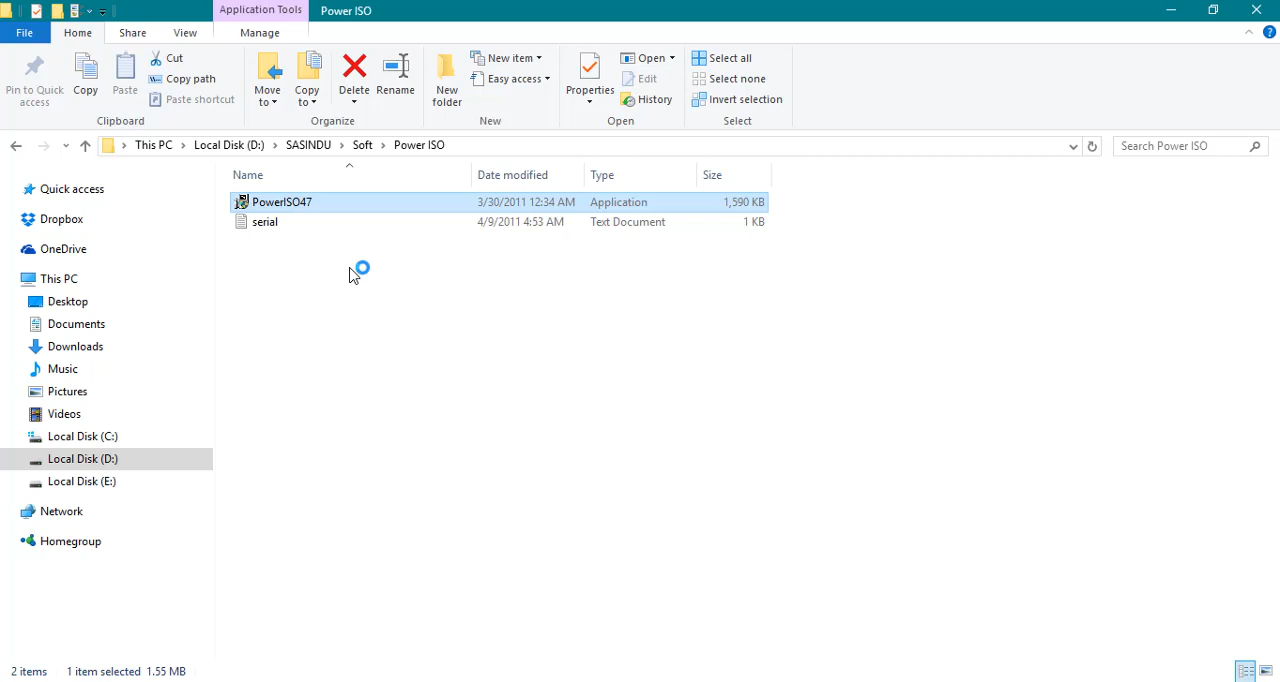 Application Tools Power ISO
File Home Share View Manage
Pin to Quick access
Copy
Paste
Cut
Copy path
Paste shortcut
Clipboard
Move to
Copy to
Delete
Rename
Organize
New folder
New item
Easy access
New
Properties
Open
Edit
History
Open
Select all
Select none
Invert selection
Select
This PC Local Disk (D:) SASINDU Soft Power ISO
Search Power ISO
Name Date modified Type Size
PowerISO47 3/30/2011 12:34 AM Application 1,590 KB
serial 4/9/2011 4:53 AM Text Document 1 KB
Quick access
Dropbox
OneDrive
This PC
Desktop
Documents
Downloads
Music
Pictures
Videos
Local Disk (C:)
Local Disk (D:)
Local Disk (E:)
Network
Homegroup
2 items 1 item selected 1.55 MB